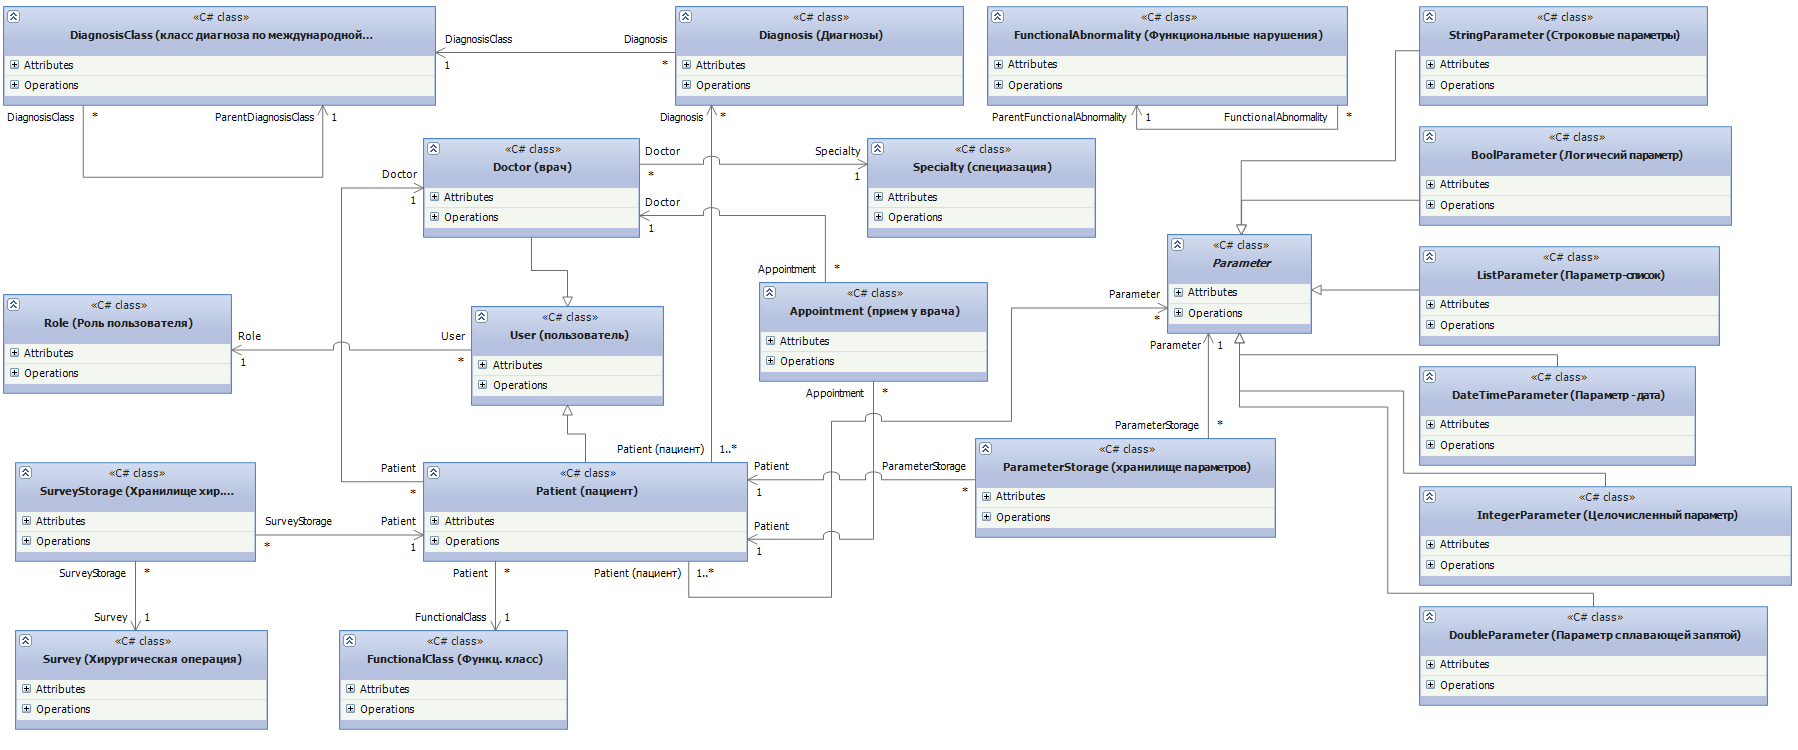 «C# class»
DiagnosisClass (класс диагноза по международной...
Attributes
Operations
DiagnosisClass
1
Diagnosis
*
«C# class»
Diagnosis (Диагнозы)
Attributes
Operations
«C# class»
FunctionalAbnormality (Функциональные нарушения)
Attributes
Operations
«C# class»
StringParameter (Строковые параметры)
Attributes
Operations
DiagnosisClass
*
ParentDiagnosisClass
1
Diagnosis
*
ParentFunctionalAbnormality
1
FunctionalAbnormality
*
«C# class»
Doctor (врач)
Attributes
Operations
Doctor
*
Specialty
1
«C# class»
Specialty (специазация)
Attributes
Operations
«C# class»
BoolParameter (Логичесий параметр)
Attributes
Operations
Doctor
1
Doctor
1
Appointment
*
«C# class»
Parameter
Attributes
Operations
«C# class»
ListParameter (Параметр-список)
Attributes
Operations
«C# class»
Role (Роль пользователя)
Attributes
Operations
Role
1
User
*
«C# class»
User (пользователь)
Attributes
Operations
«C# class»
Appointment (прием у врача)
Attributes
Operations
Parameter
*
Parameter
1
«C# class»
DateTimeParameter (Параметр - дата)
Attributes
Operations
Appointment
*
ParameterStorage
*
Patient (пациент)
1..*
«C# class»
SurveyStorage (Хранилище хир....
Attributes
Operations
Patient
*
«C# class»
Patient (пациент)
Attributes
Operations
Patient
1
ParameterStorage
*
«C# class»
ParameterStorage (хранилище параметров)
Attributes
Operations
«C# class»
IntegerParameter (Целочисленный параметр)
Attributes
Operations
SurveyStorage
*
Patient
1
Patient
1
SurveyStorage
*
Patient
*
Patient (пациент)
1..*
Survey
1
FunctionalClass
1
«C# class»
Survey (Хирургическая операция)
Attributes
Operations
«C# class»
FunctionalClass (Функц. класс)
Attributes
Operations
«C# class»
DoubleParameter (Параметр с плавающей запятой)
Attributes
Operations